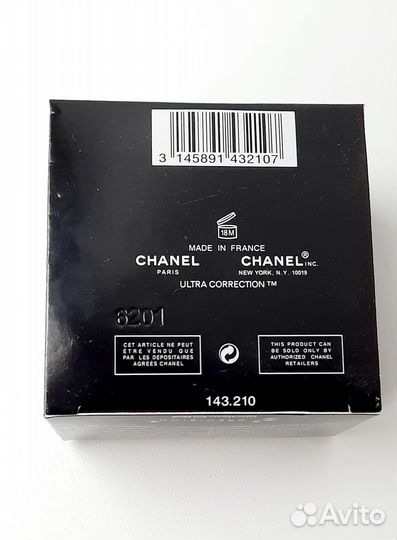 3 145891 432107
18M
MADE IN FRANCE
CHANEL CHANEL® INC.
PARIS NEW YORK, N.Y. 10019
ULTRA CORRECTION™
6201
CET ARTICLE NE PEUT
ÊTRE VENDU QUE
PAR LES DÉPOSITAIRES
AGRÉÉS CHANEL
THIS PRODUCT CAN
BE SOLD ONLY BY
AUTHORIZED CHANEL
RETAILERS
143.210
Avito